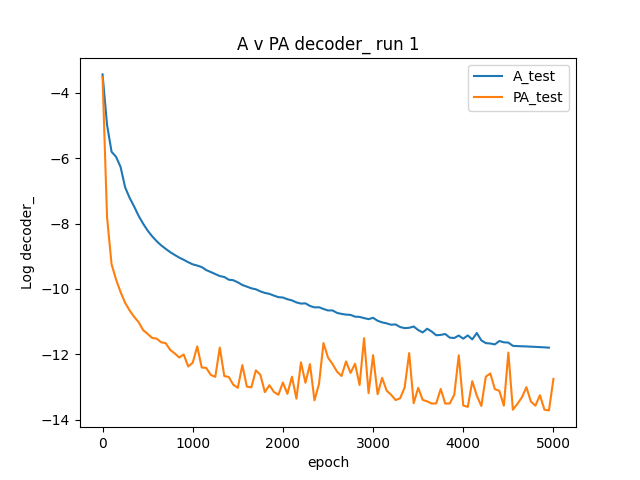 A v PA decoder_ run 1
A_test
PA_test
Log decoder_
−4
−6
−8
−10
−12
−14
0 1000 2000 3000 4000 5000
epoch